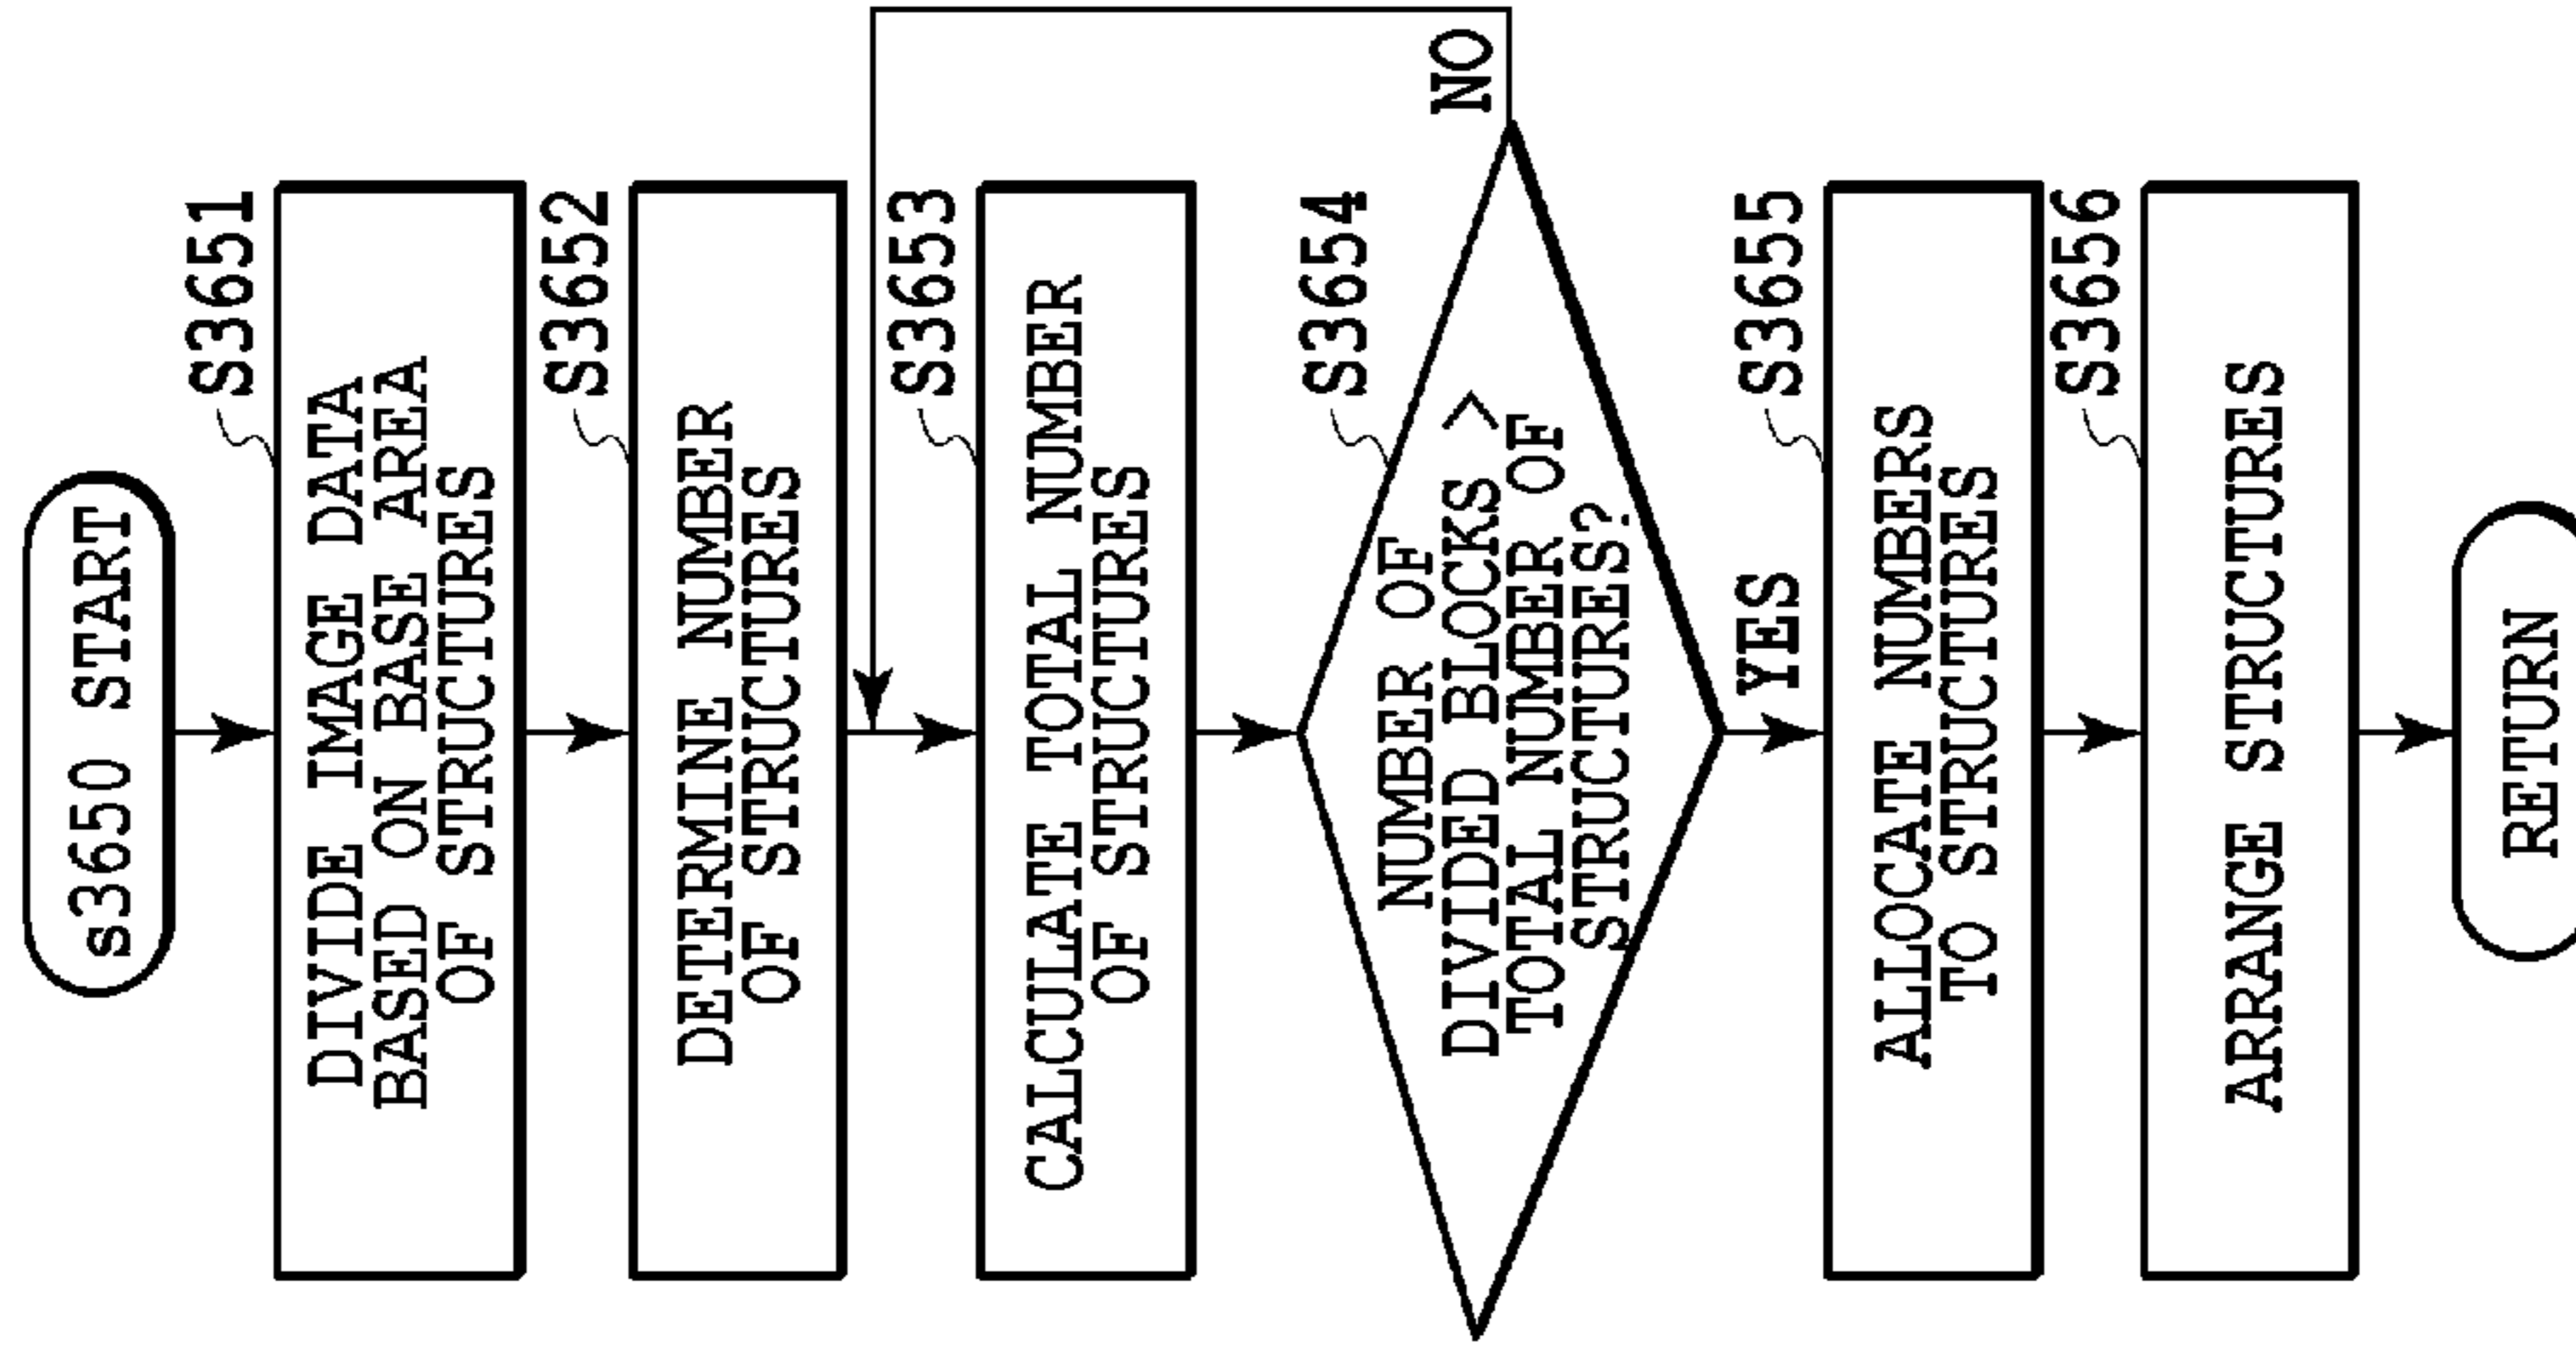 s3650 START
S3651
DIVIDE IMAGE DATA
BASED ON BASE AREA
OF STRUCTURES
S3652
DETERMINE NUMBER
OF STRUCTURES
S3653
CALCULATE TOTAL NUMBER
OF STRUCTURES
S3654
NUMBER OF
DIVIDED BLOCKS >
TOTAL NUMBER OF
STRUCTURES?
NO
YES
S3655
ALLOCATE NUMBERS
TO STRUCTURES
S3656
ARRANGE STRUCTURES
RETURN